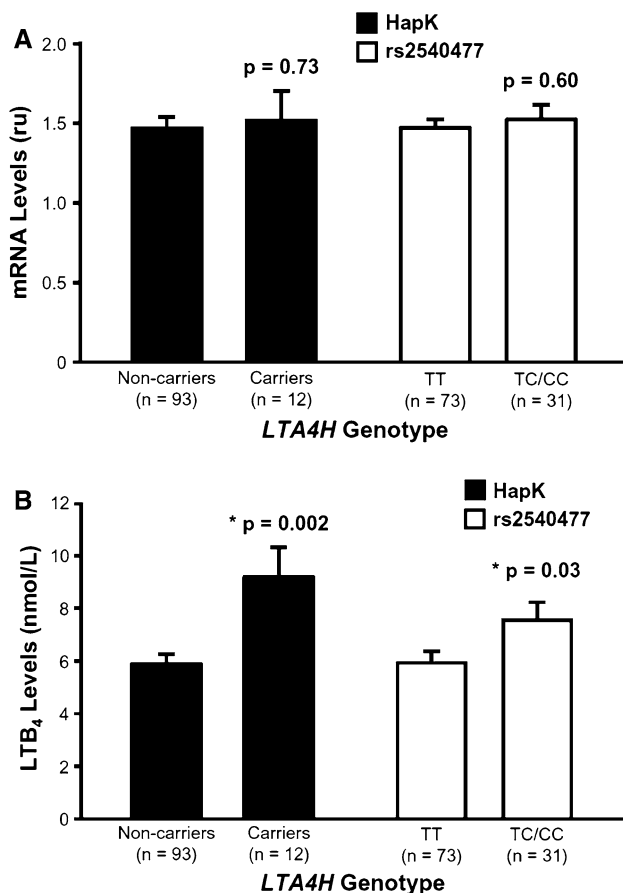 A
HapK
rs2540477
mRNA Levels (ru)
2.0
1.5
1.0
0.5
0
p = 0.73
p = 0.60
Non-carriers Carriers TT TC/CC
(n = 93) (n = 12) (n = 73) (n = 31)
LTA4H Genotype
B
HapK
rs2540477
LTB4 Levels (nmol/L)
12
10
8
6
4
2
0
* p = 0.002
* p = 0.03
Non-carriers Carriers TT TC/CC
(n = 93) (n = 12) (n = 73) (n = 31)
LTA4H Genotype